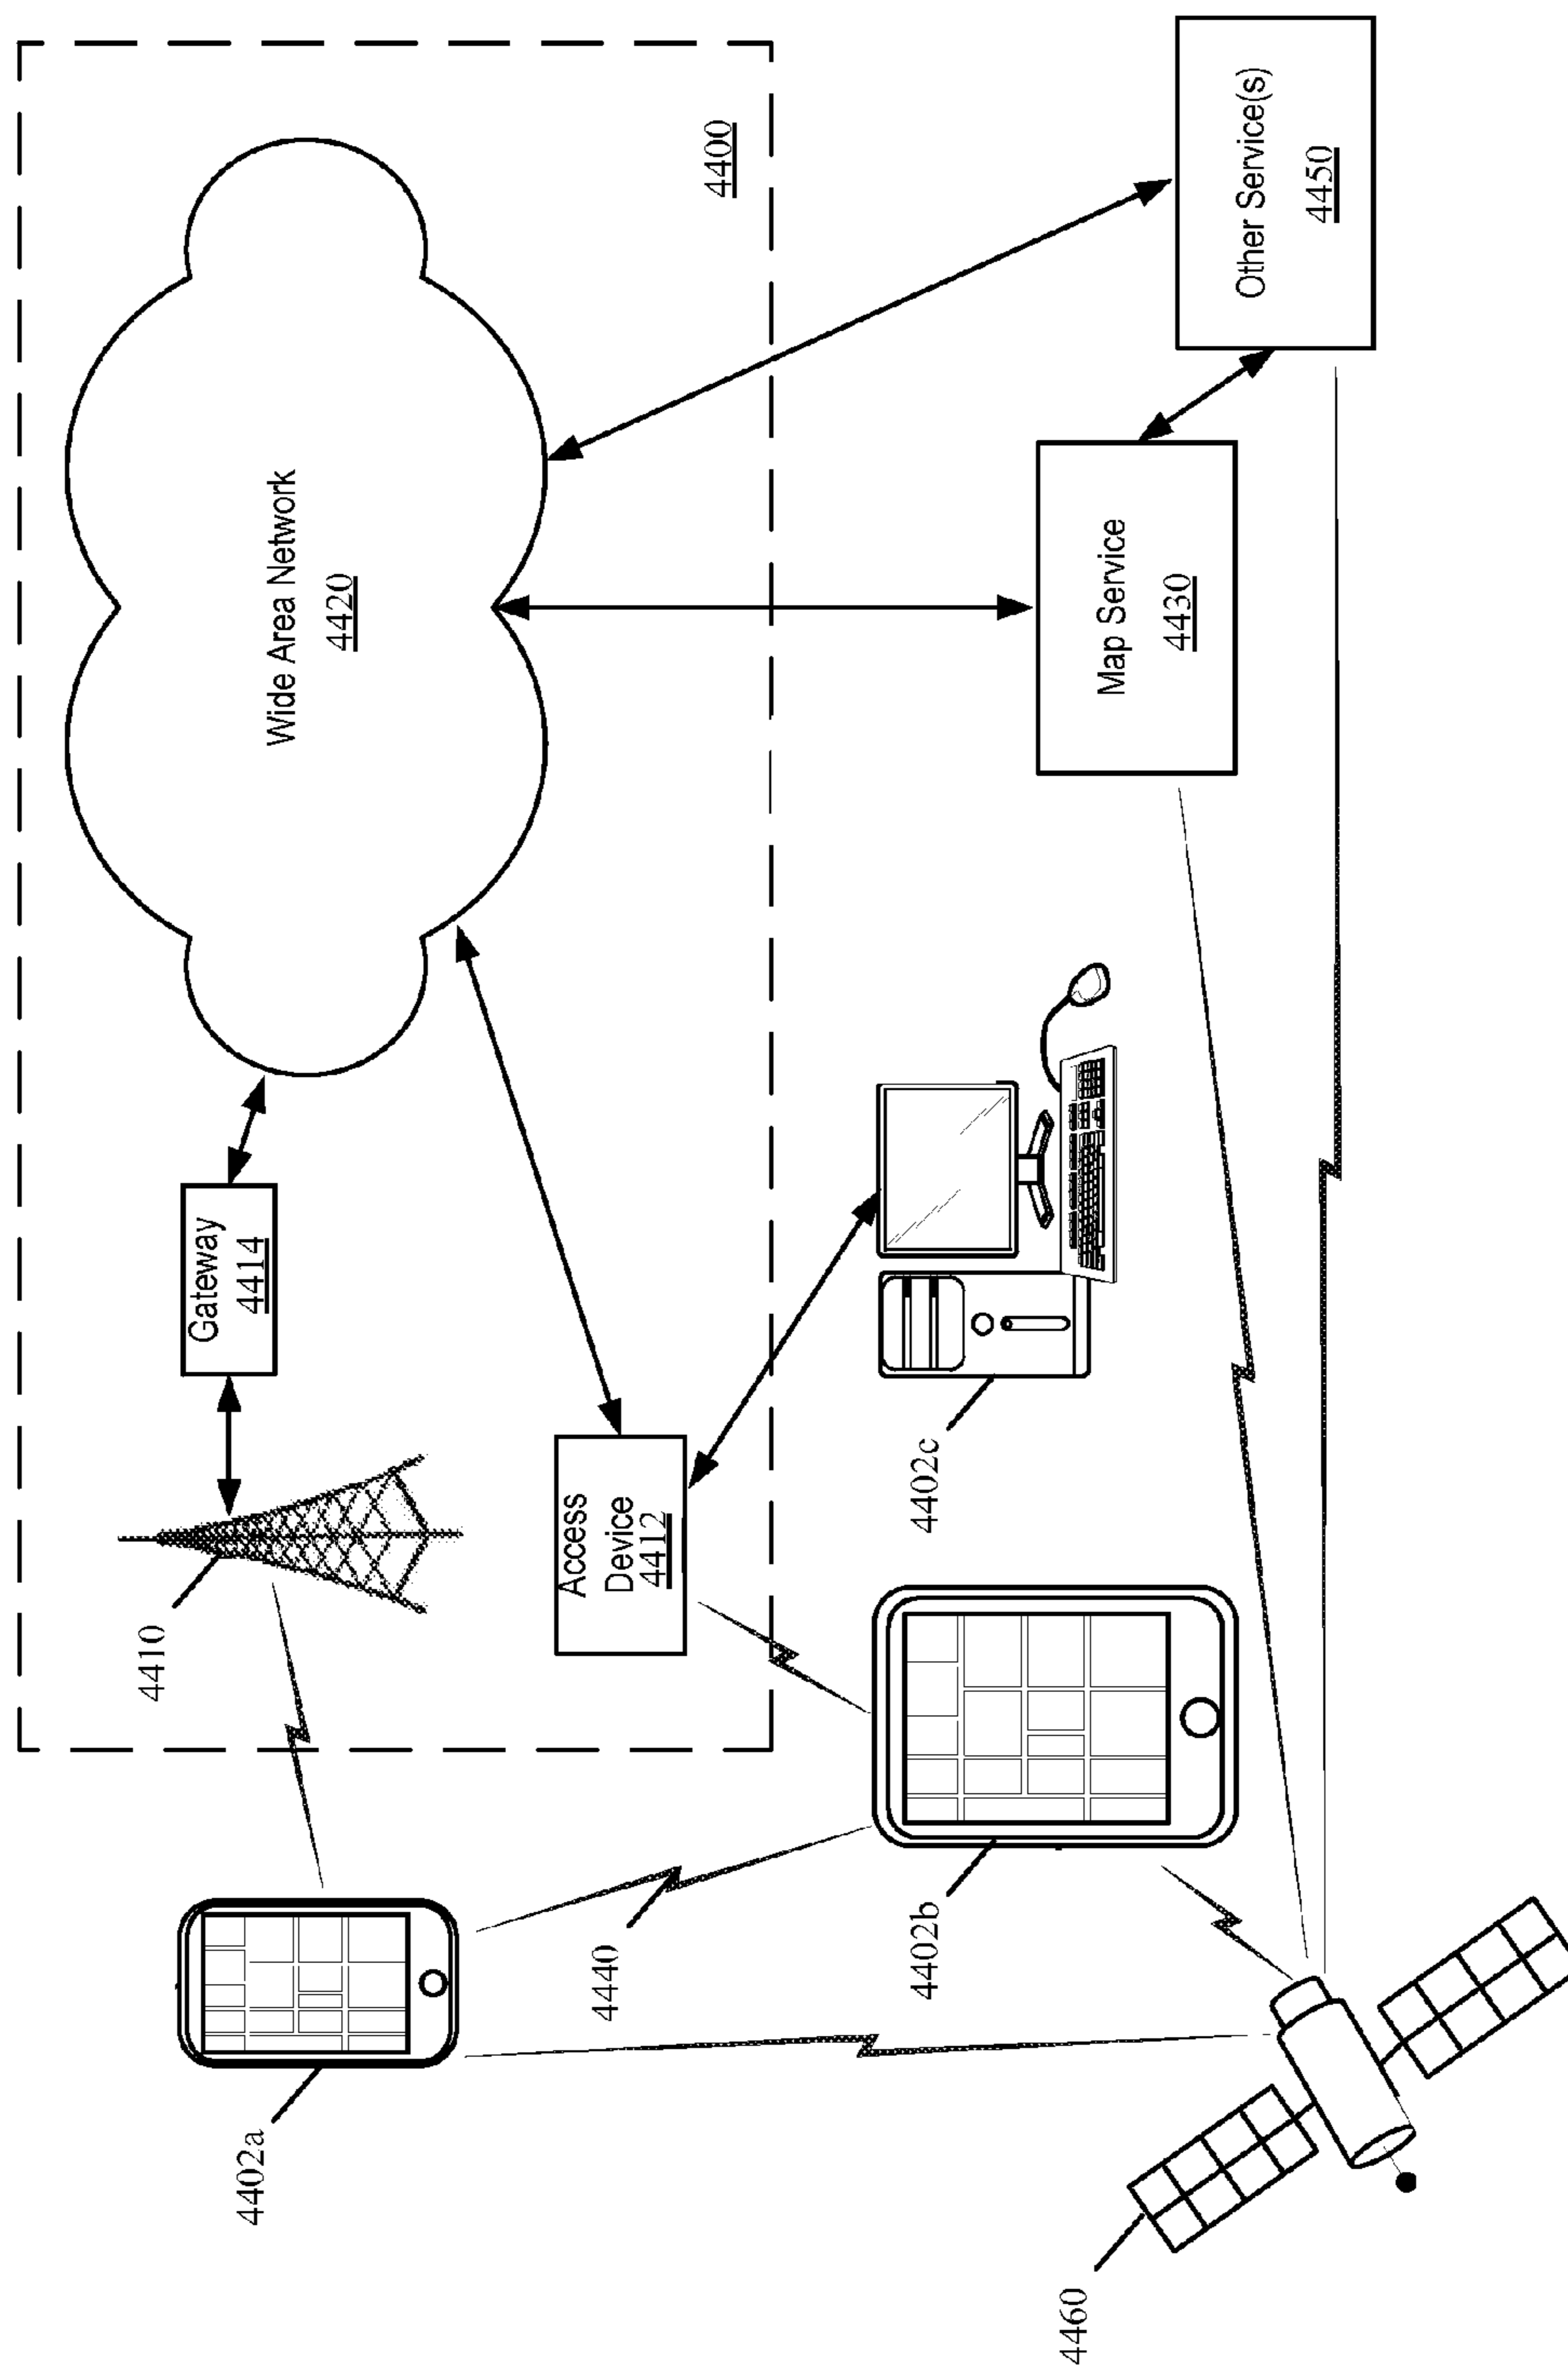 4402a
4410
Gateway
4414
Wide Area Network
4420
4440
Access
Device
4412
4400
4402b
4402c
4460
Map Service
4430
Other Service(s)
4450